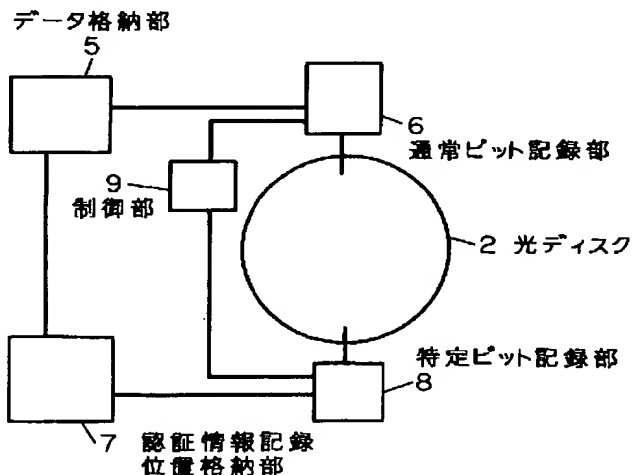 データ格納部
5
6
通常ピット記録部
9
制御部
2 光ディスク
特定ピット記録部
8
7 認証情報記録
位置格納部